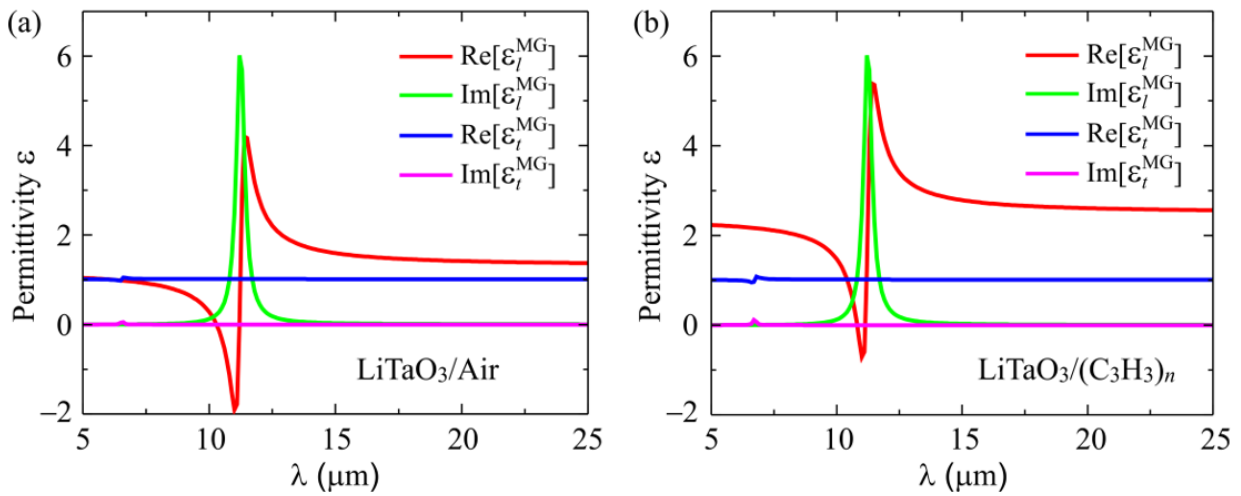 (a)
6
4
2
0
−2
Permittivity ε
Re[ε_l^MG]
Im[ε_l^MG]
Re[ε_t^MG]
Im[ε_t^MG]
LiTaO₃/Air
5 10 15 20 25
λ (μm)
(b)
6
4
2
0
−2
Permittivity ε
Re[ε_l^MG]
Im[ε_l^MG]
Re[ε_t^MG]
Im[ε_t^MG]
LiTaO₃/(C₃H₃)ₙ
5 10 15 20 25
λ (μm)